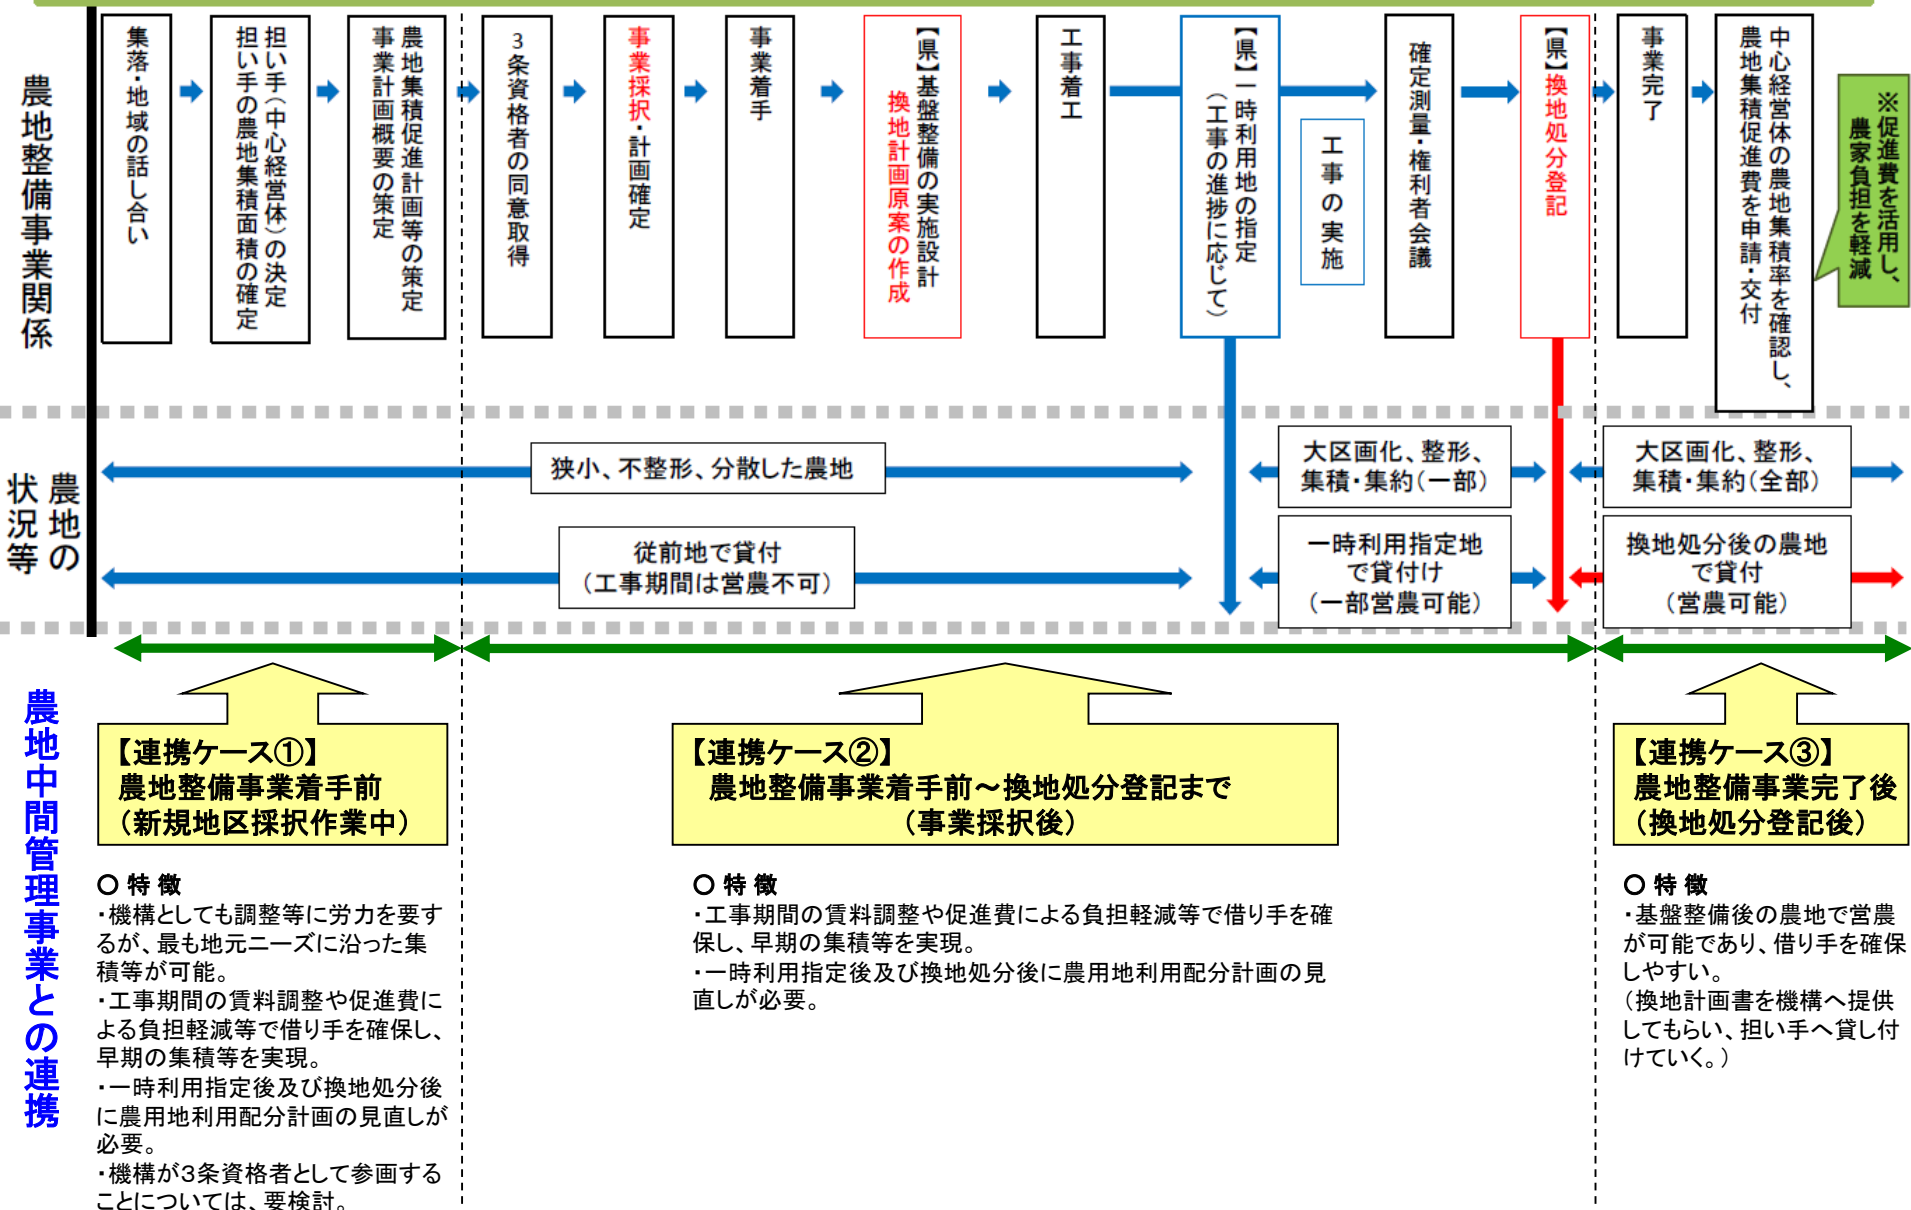 農地整備事業関係
集落・地域の話し合い
担い手（中心経営体）の決定
担い手の農地集積面積の確定
農地集積促進計画等の策定
事業計画概要の策定
3条資格者の同意取得
事業採択・計画確定
事業着手
【県】基盤整備の実施設計
換地計画原案の作成
工事着工
【県】一時利用地の指定
（工事の進捗に応じて）
工事の実施
確定測量・権利者会議
【県】換地処分登記
事業完了
中心経営体の農地集積率を確認し、
農地集積促進費を申請・交付
※促進費を活用し、
農家負担を軽減
農地の
状況等
狭小、不整形、分散した農地
大区画化、整形、
集積・集約（一部）
大区画化、整形、
集積・集約（全部）
従前地で貸付
（工事期間は営農不可）
一時利用指定地
で貸付け
（一部営農可能）
換地処分後の農地
で貸付
（営農可能）
農地中間管理事業との連携
【連携ケース①】
農地整備事業着手前
（新規地区採択作業中）
〇 特 徴
・機構としても調整等に労力を要す
るが、最も地元ニーズに沿った集
積等が可能。
・工事期間の賃料調整や促進費に
よる負担軽減等で借り手を確保し、
早期の集積等を実現。
・一時利用指定後及び換地処分後
に農用地利用配分計画の見直しが
必要。
・機構が3条資格者として参画する
ことについては、要検討。
【連携ケース②】
農地整備事業着手前～換地処分登記まで
（事業採択後）
〇 特 徴
・工事期間の賃料調整や促進費による負担軽減等で借り手を確
保し、早期の集積等を実現。
・一時利用指定後及び換地処分後に農用地利用配分計画の見
直しが必要。
【連携ケース③】
農地整備事業完了後
（換地処分登記後）
〇 特 徴
・基盤整備後の農地で営農
が可能であり、借り手を確保
しやすい。
（換地計画書を機構へ提供
してもらい、担い手へ貸し付
けていく。）